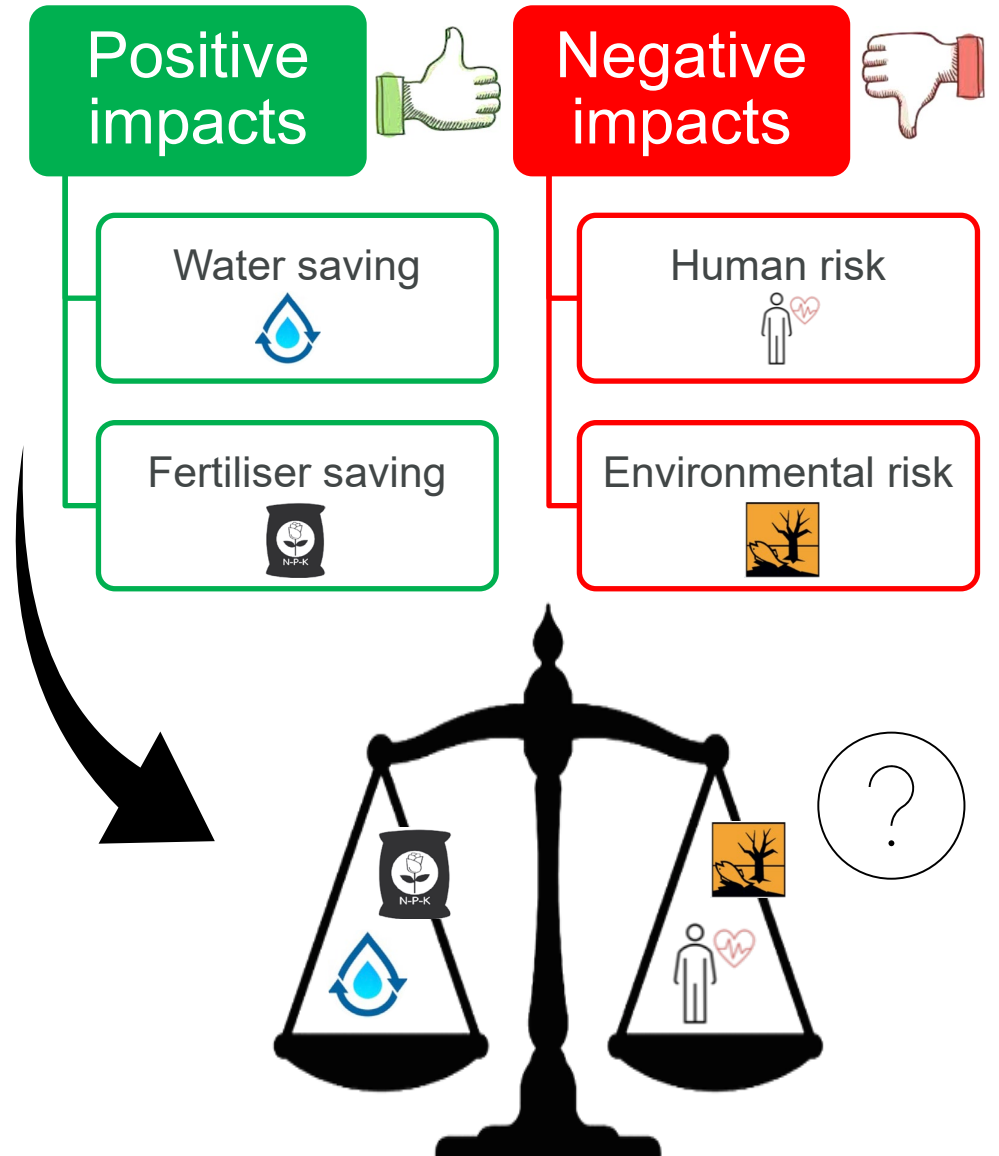 Positive
impacts
Negative
impacts
Water saving
Human risk
Fertiliser saving
N-P-K
Environmental risk
?
N-P-K